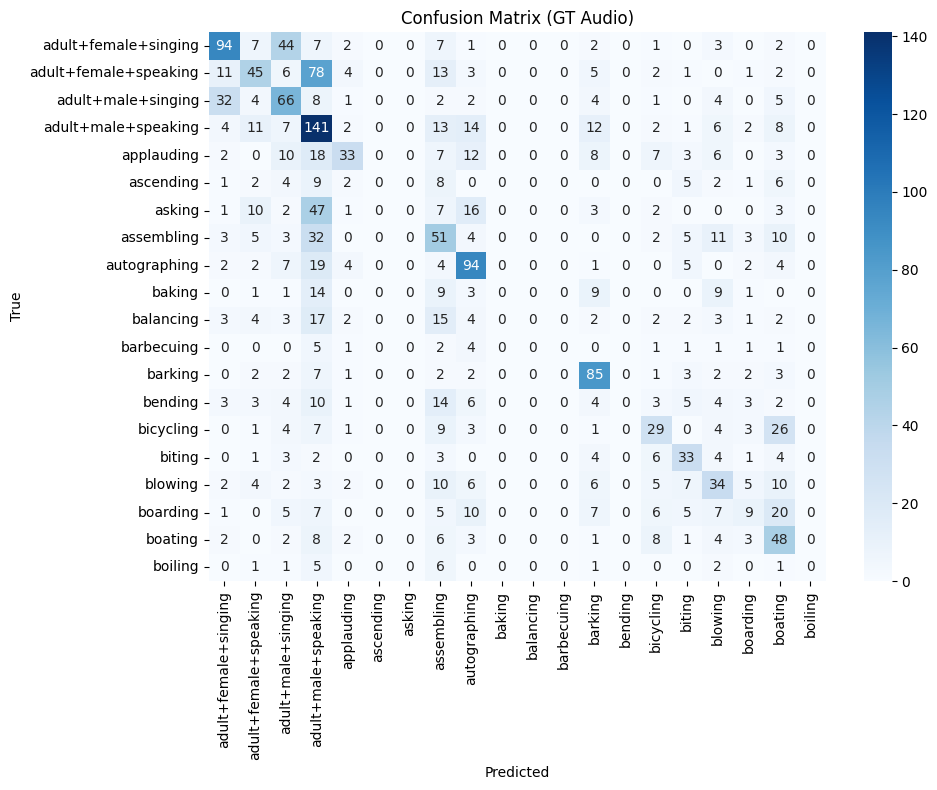 Confusion Matrix (GT Audio)
adult+female+singing 94 7 44 7 2 0 0 7 1 0 0 0 2 0 1 0 3 0 2 0
adult+female+speaking 11 45 6 78 4 0 0 13 3 0 0 0 5 0 2 1 0 1 2 0
adult+male+singing 32 4 66 8 1 0 0 2 2 0 0 0 4 0 1 0 4 0 5 0
adult+male+speaking 4 11 7 141 2 0 0 13 14 0 0 0 12 0 2 1 6 2 8 0
applauding 2 0 10 18 33 0 0 7 12 0 0 0 8 0 7 3 6 0 3 0
ascending 1 2 4 9 2 0 0 8 0 0 0 0 0 0 0 5 2 1 6 0
asking 1 10 2 47 1 0 0 7 16 0 0 0 3 0 2 0 0 0 3 0
assembling 3 5 3 32 0 0 0 51 4 0 0 0 0 0 2 5 11 3 10 0
autographing 2 2 7 19 4 0 0 4 94 0 0 0 1 0 0 5 0 2 4 0
baking 0 1 1 14 0 0 0 9 3 0 0 0 9 0 0 0 9 1 0 0
balancing 3 4 3 17 2 0 0 15 4 0 0 0 2 0 2 2 3 1 2 0
barbecuing 0 0 0 5 1 0 0 2 4 0 0 0 0 0 1 1 1 1 1 0
barking 0 2 2 7 1 0 0 2 2 0 0 0 85 0 1 3 2 2 3 0
bending 3 3 4 10 1 0 0 14 6 0 0 0 4 0 3 5 4 3 2 0
bicycling 0 1 4 7 1 0 0 9 3 0 0 0 1 0 29 0 4 3 26 0
biting 0 1 3 2 0 0 0 3 0 0 0 0 4 0 6 33 4 1 4 0
blowing 2 4 2 3 2 0 0 10 6 0 0 0 6 0 5 7 34 5 10 0
boarding 1 0 5 7 0 0 0 5 10 0 0 0 7 0 6 5 7 9 20 0
boating 2 0 2 8 2 0 0 6 3 0 0 0 1 0 8 1 4 3 48 0
boiling 0 1 1 5 0 0 0 6 0 0 0 0 1 0 0 0 2 0 1 0
True
adult+female+singing
adult+female+speaking
adult+male+singing
adult+male+speaking
applauding
ascending
asking
assembling
autographing
baking
balancing
barbecuing
barking
bending
bicycling
biting
blowing
boarding
boating
boiling
Predicted
140
120
100
80
60
40
20
0